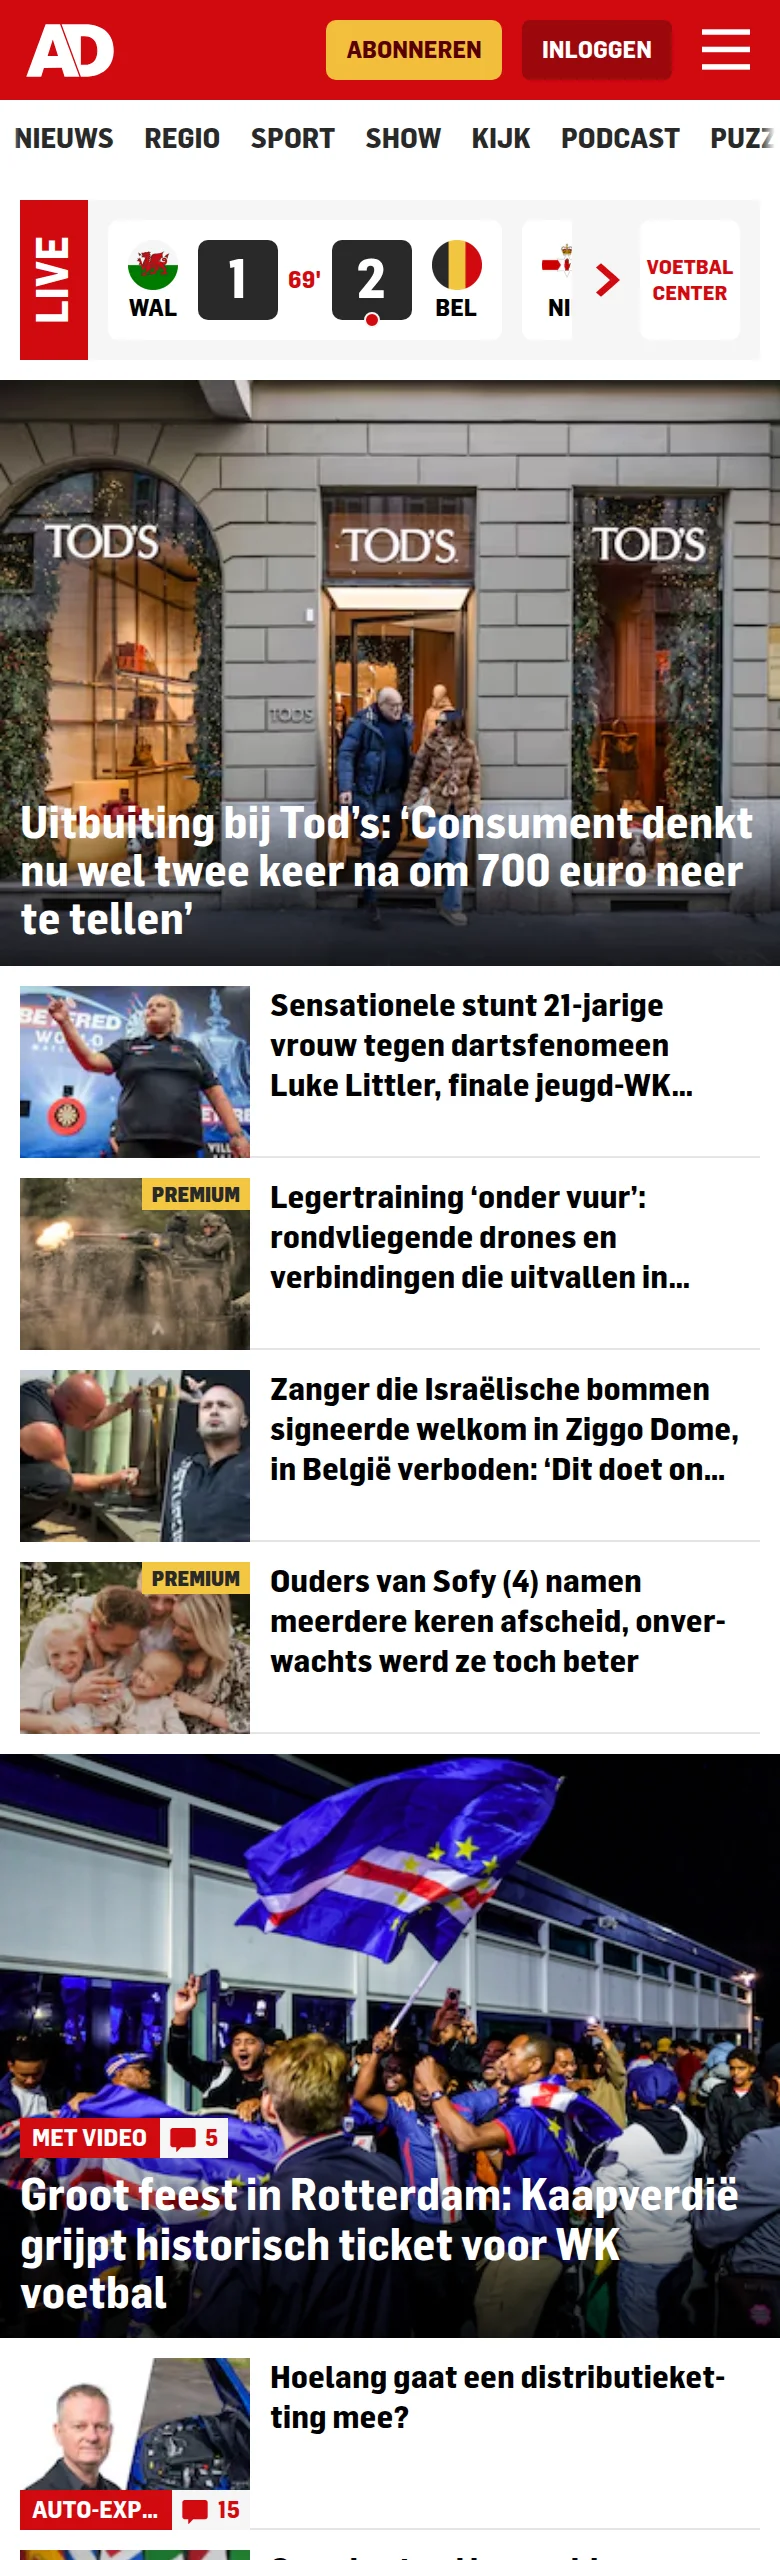 AD
ABONNEREN
INLOGGEN
NIEUWS REGIO SPORT SHOW KIJK PODCAST PUZZ
LIVE
WAL
1
69'
2
BEL
NI
VOETBAL
CENTER
TOD'S
TOD'S
TOD'S
TOD'S
Uitbuiting bij Tod’s: ‘Consument denkt
nu wel twee keer na om 700 euro neer
te tellen’
Sensationele stunt 21-jarige
vrouw tegen dartsfenomeen
Luke Littler, finale jeugd-WK...
PREMIUM
Legertraining ‘onder vuur’:
rondvliegende drones en
verbindingen die uitvallen in...
Zanger die Israëlische bommen
signeerde welkom in Ziggo Dome,
in België verboden: ‘Dit doet on...
PREMIUM
Ouders van Sofy (4) namen
meerdere keren afscheid, onver-
wachts werd ze toch beter
MET VIDEO
5
Groot feest in Rotterdam: Kaapverdië
grijpt historisch ticket voor WK
voetbal
Hoelang gaat een distributieket-
ting mee?
AUTO-EXP...
15